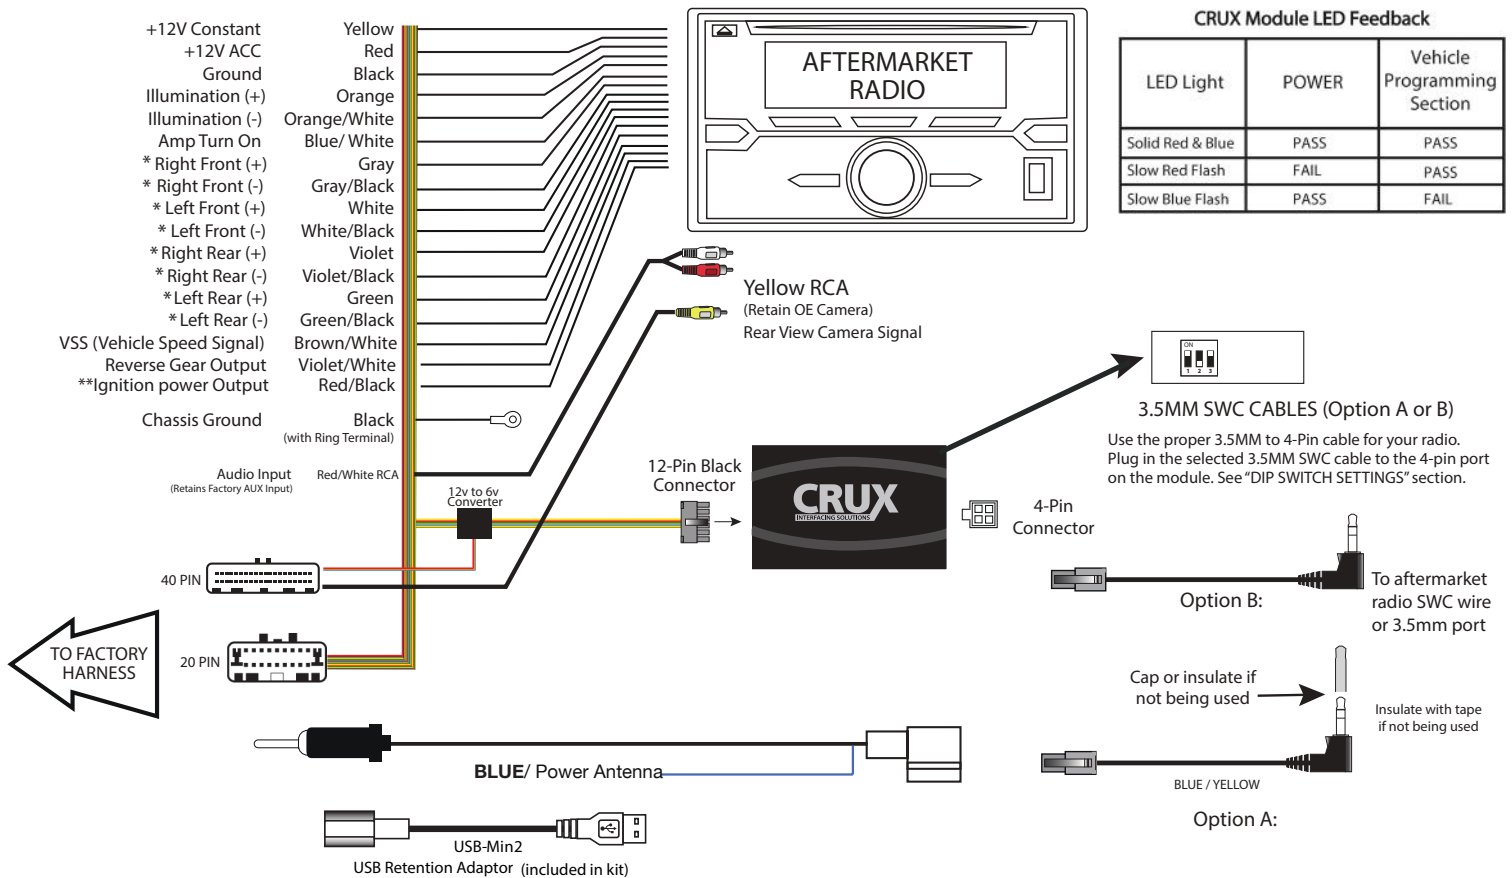 +12V Constant Yellow
+12V ACC Red
Ground Black
Illumination (+) Orange
Illumination (-) Orange/White
Amp Turn On Blue/ White
* Right Front (+) Gray
* Right Front (-) Gray/Black
* Left Front (+) White
* Left Front (-) White/Black
* Right Rear (+) Violet
* Right Rear (-) Violet/Black
* Left Rear (+) Green
* Left Rear (-) Green/Black
VSS (Vehicle Speed Signal) Brown/White
Reverse Gear Output Violet/White
**Ignition power Output Red/Black
Chassis Ground Black
(with Ring Terminal)
Audio Input Red/White RCA
(Retains Factory AUX Input)
AFTERMARKET
RADIO
CRUX Module LED Feedback
LED Light POWER Vehicle
Programming
Section
Solid Red & Blue PASS PASS
Slow Red Flash FAIL PASS
Slow Blue Flash PASS FAIL
Yellow RCA
(Retain OE Camera)
Rear View Camera Signal
12v to 6v
Converter
12-Pin Black
Connector
CRUX
INTERFACING SOLUTIONS
4-Pin
Connector
ON
1 2 3
3.5MM SWC CABLES (Option A or B)
Use the proper 3.5MM to 4-Pin cable for your radio.
Plug in the selected 3.5MM SWC cable to the 4-pin port
on the module. See “DIP SWITCH SETTINGS” section.
Option B:
To aftermarket
radio SWC wire
or 3.5mm port
Cap or insulate if
not being used
Insulate with tape
if not being used
BLUE / YELLOW
Option A:
40 PIN
20 PIN
TO FACTORY
HARNESS
BLUE/ Power Antenna
USB-Min2
USB Retention Adaptor (included in kit)